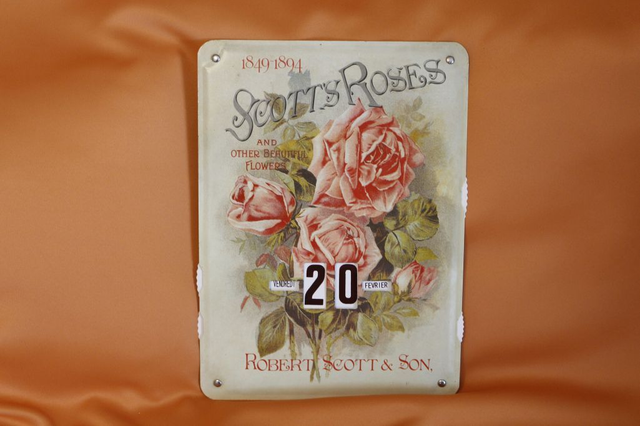 1849 1894
SCOTT'S ROSES
AND
OTHER BEAUTIFUL
FLOWERS
VENDREDI 20 FEVRIER
ROBERT SCOTT & SON.